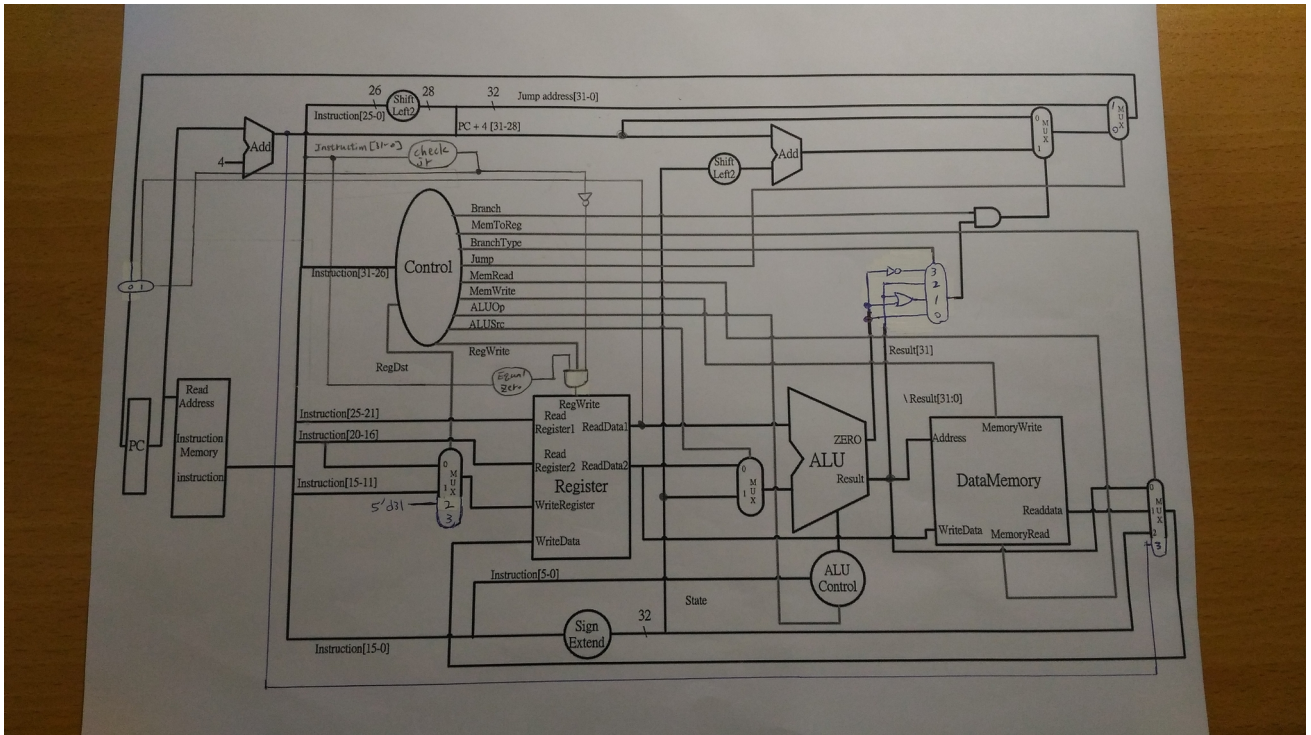 26
Shift
Left2
28
32
Jump address[31-0]
Instruction[25-0]
PC + 4 [31-28]
1
MUX
0
0
MUX
1
Add
4
Instruction [31-0]
check
jr
Add
Shift
Left2
Control
Branch
MemToReg
BranchType
Jump
MemRead
MemWrite
ALUOp
ALUSrc
RegWrite
RegDst
Instruction[31-26]
0 1
3
2
1
0
Equal
zero
Result[31]
\ Result[31:0]
PC
Read
Address
Instruction
Memory
instruction
Instruction[25-21]
Instruction[20-16]
Instruction[15-11]
5'd31
0
MUX
1
2
3
RegWrite
Read
Register1
ReadData1
Read
Register2
ReadData2
Register
WriteRegister
WriteData
0
MUX
1
ZERO
ALU
Result
MemoryWrite
Address
DataMemory
Readdata
WriteData
MemoryRead
0
MUX
1
2
3
Instruction[5-0]
ALU
Control
State
Sign
Extend
32
Instruction[15-0]